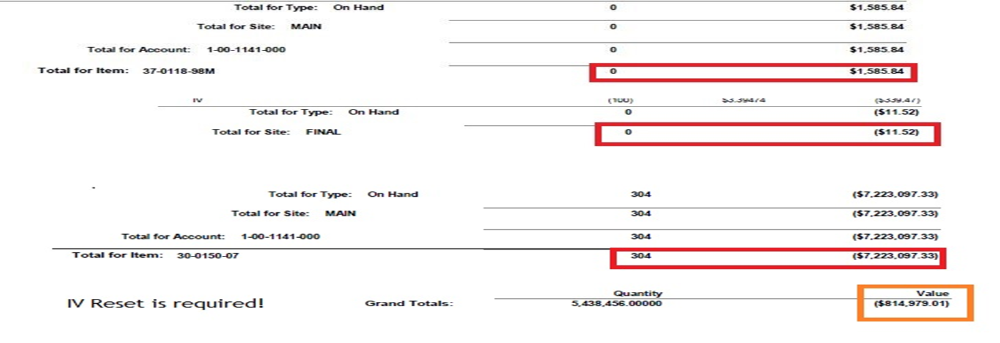 Total for Type: On Hand 0 $1,585.84
Total for Site: MAIN 0 $1,585.84
Total for Account: 1-00-1141-000 0 $1,585.84
Total for Item: 37-0118-98M 0 $1,585.84
IV (100) $3.39474 ($339.47)
Total for Type: On Hand 0 ($11.52)
Total for Site: FINAL 0 ($11.52)
Total for Type: On Hand 304 ($7,223,097.33)
Total for Site: MAIN 304 ($7,223,097.33)
Total for Account: 1-00-1141-000 304 ($7,223,097.33)
Total for Item: 30-0150-07 304 ($7,223,097.33)
Quantity Value
IV Reset is required! Grand Totals: 5,438,456.00000 ($814,979.01)